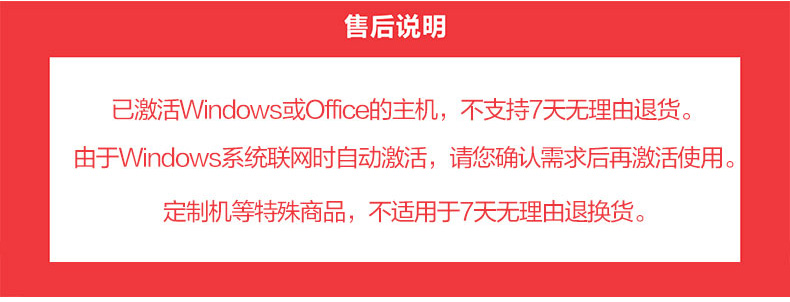 售后说明
已激活Windows或Office的主机，不支持7天无理由退货。
由于Windows系统联网时自动激活，请您确认需求后再激活使用。
定制机等特殊商品，不适用于7天无理由退换货。